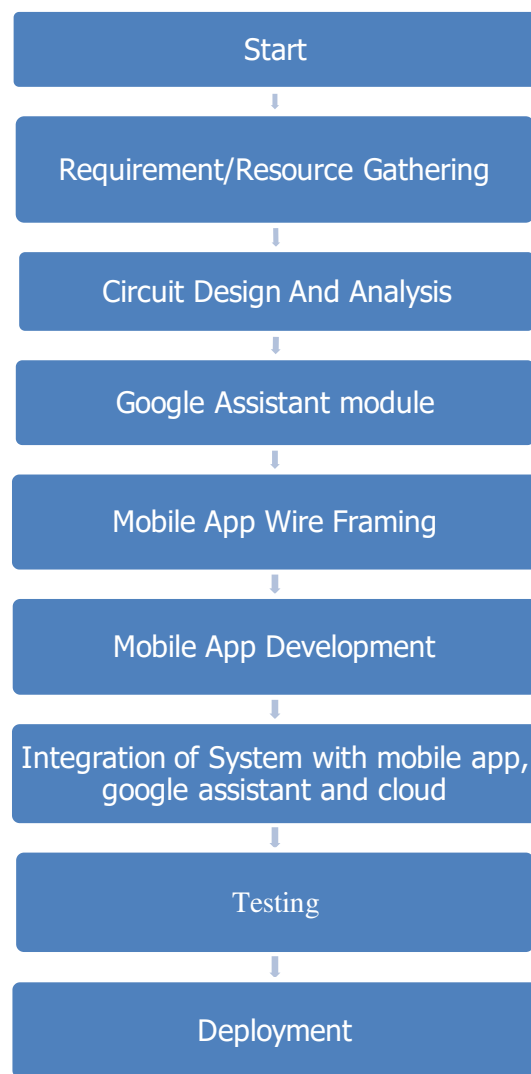 Start
Requirement/Resource Gathering
Circuit Design And Analysis
Google Assistant module
Mobile App Wire Framing
Mobile App Development
Integration of System with mobile app,
google assistant and cloud
Testing
Deployment